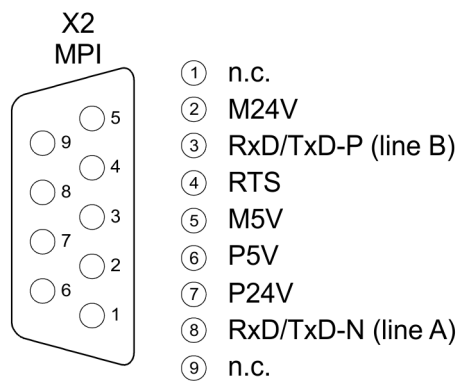 X2
MPI
5
9
4
8
3
7
2
6
1
1 n.c.
2 M24V
3 RxD/TxD-P (line B)
4 RTS
5 M5V
6 P5V
7 P24V
8 RxD/TxD-N (line A)
9 n.c.